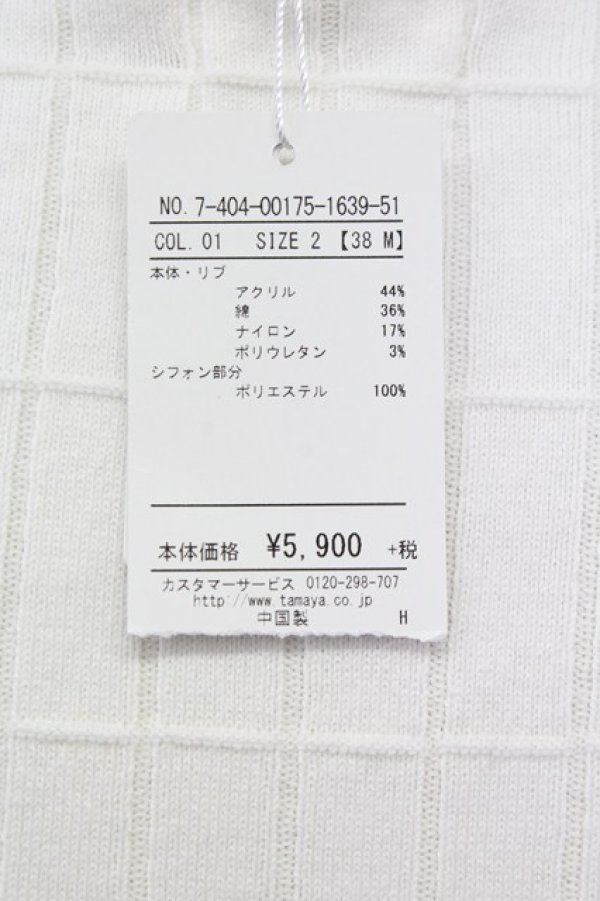 NO. 7-404-00175-1639-51
COL. 01 SIZE 2 【38 M】
本体・リブ
アクリル 44%
綿 36%
ナイロン 17%
ポリウレタン 3%
シフォン部分
ポリエステル 100%
本体価格 ¥5,900 +税
カスタマーサービス 0120-298-707
http://www.tamaya.co.jp
中国製 H